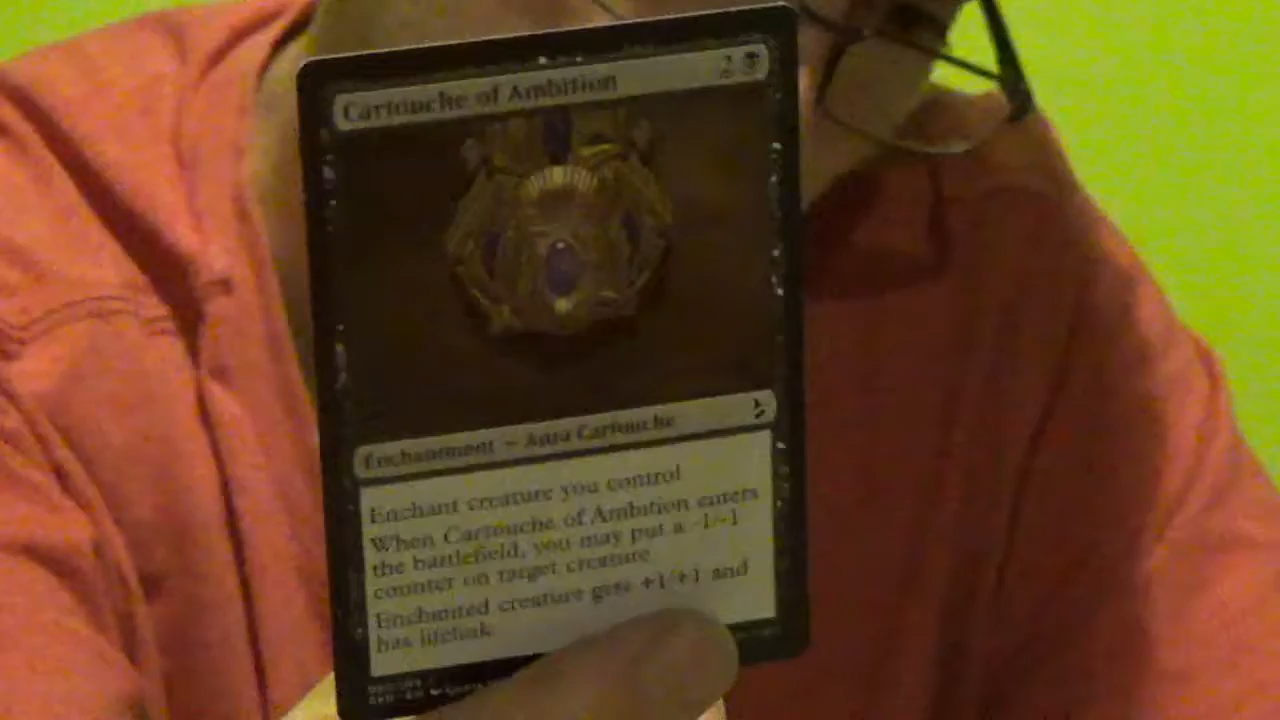 Cartouche of Ambition 2
Enchantment – Aura Cartouche
Enchant creature you control
When Cartouche of Ambition enters
the battlefield, you may put a -1/-1
counter on target creature
Enchanted creature gets +1/+1 and
has lifelink